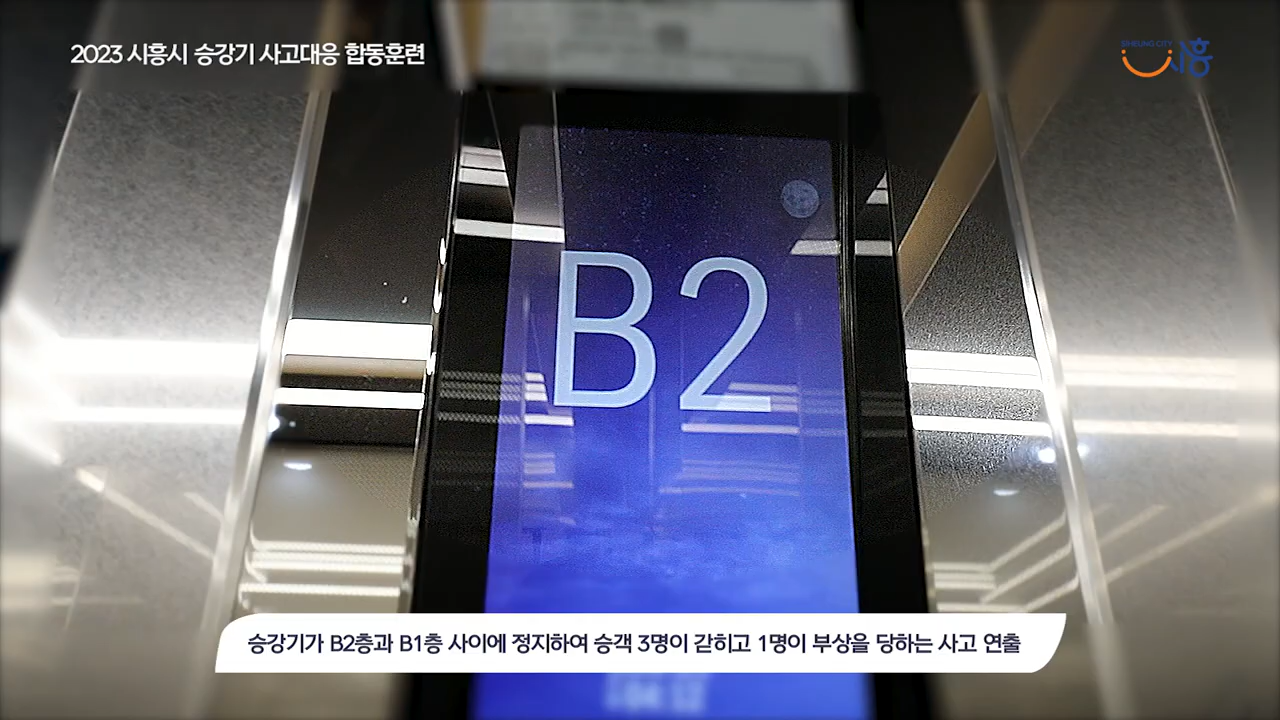 2023 시흥시 승강기 사고대응 합동훈련
SIHEUNG CITY
시흥
B2
승강기가 B2층과 B1층 사이에 정지하여 승객 3명이 갇히고 1명이 부상을 당하는 사고 연출